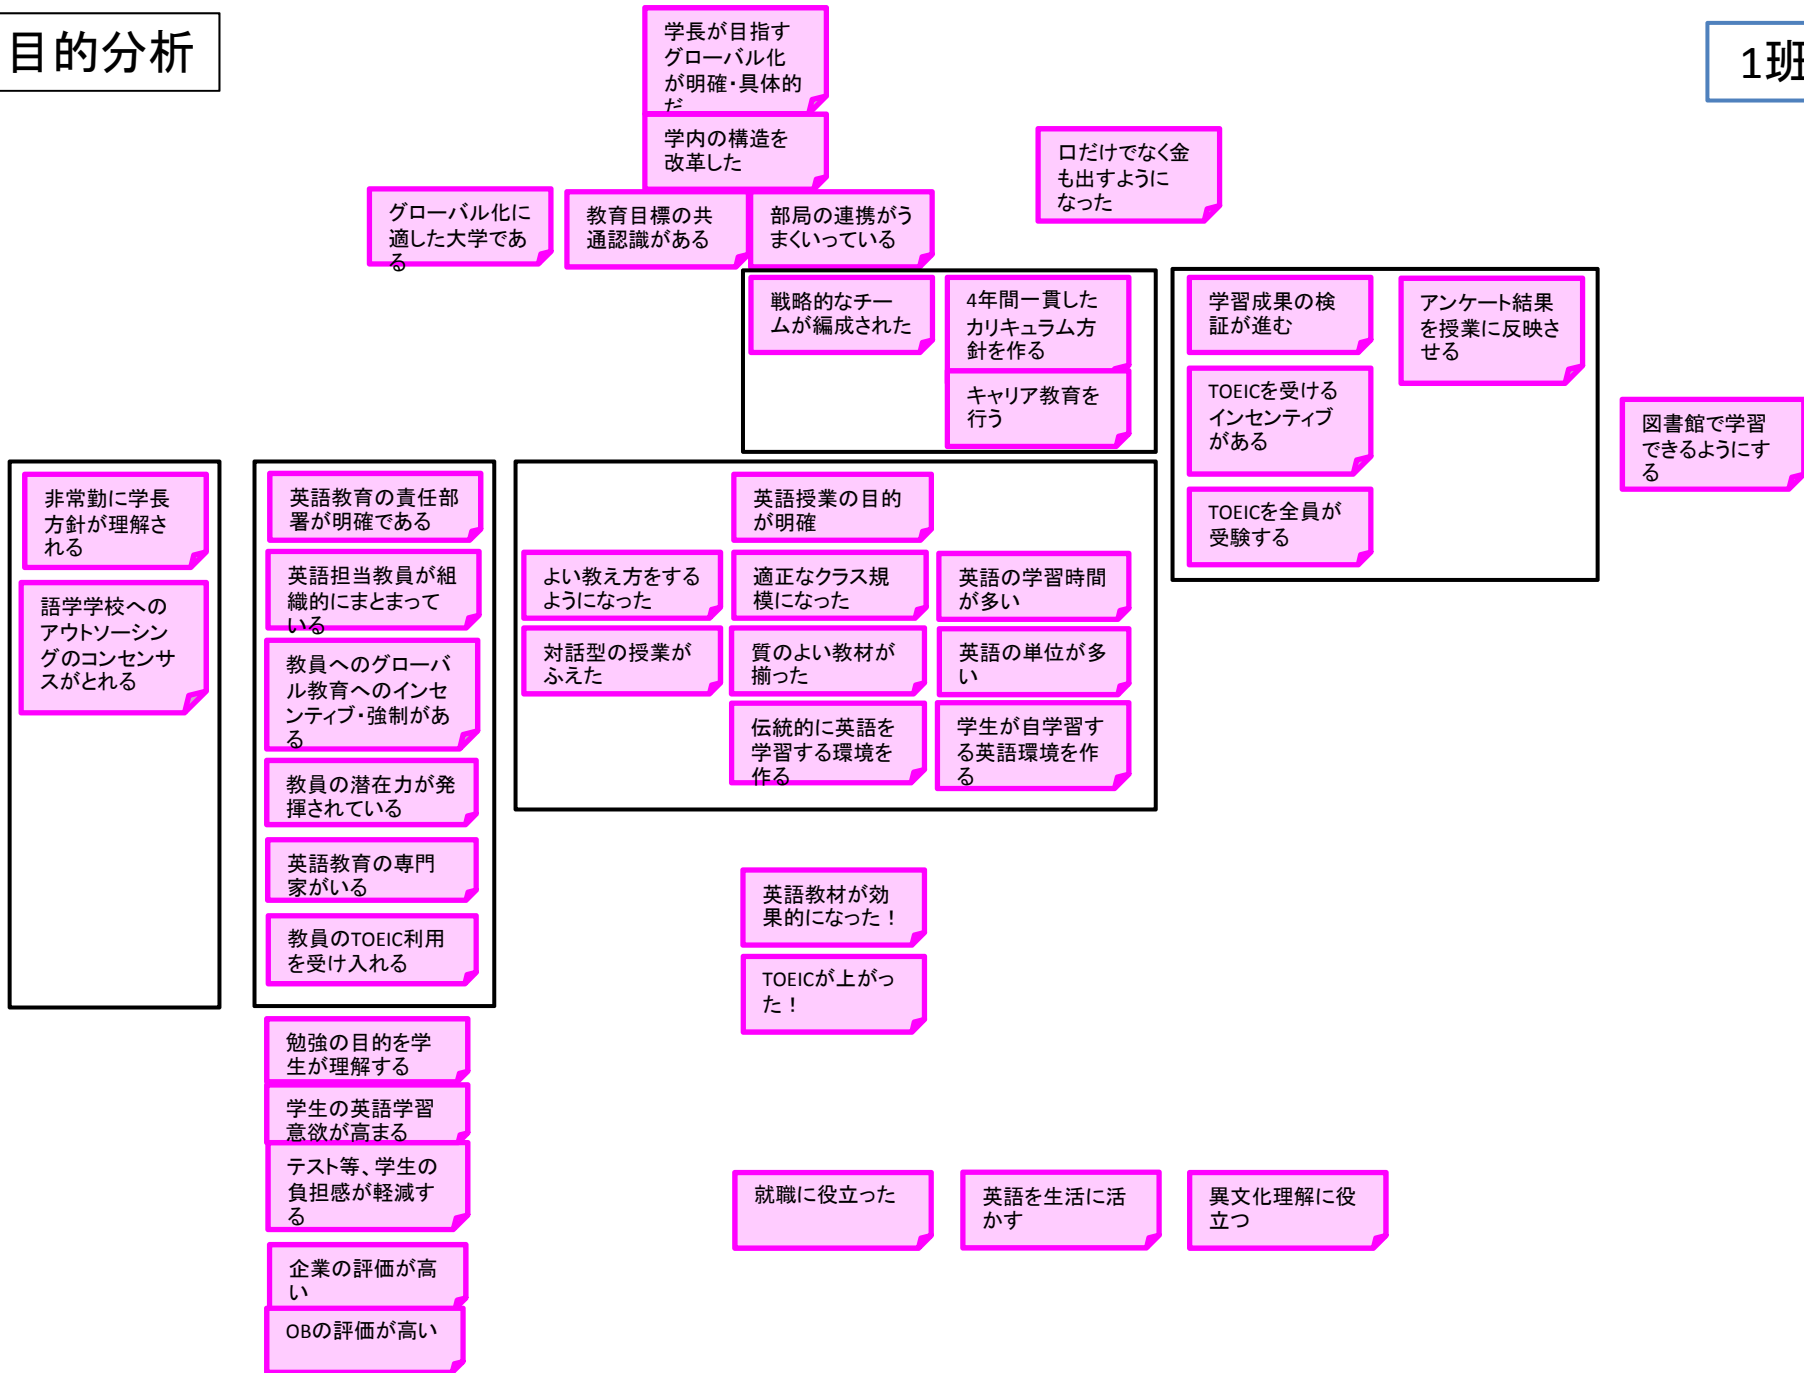 目的分析
1班
学長が目指す
グローバル化
が明確・具体的
だ
学内の構造を
改革した
口だけでなく金
も出すように
なった
グローバル化に
適した大学であ
る
教育目標の共
通認識がある
部局の連携がう
まくいっている
戦略的なチー
ムが編成された
4年間一貫した
カリキュラム方
針を作る
キャリア教育を
行う
学習成果の検
証が進む
アンケート結果
を授業に反映さ
せる
TOEICを受ける
インセンティブ
がある
TOEICを全員が
受験する
図書館で学習
できるようにす
る
非常勤に学長
方針が理解さ
れる
語学学校への
アウトソーシン
グのコンセンサ
スがとれる
英語教育の責任部
署が明確である
英語担当教員が組
織的にまとまって
いる
教員へのグローバ
ル教育へのインセ
ンティブ・強制があ
る
教員の潜在力が発
揮されている
英語教育の専門
家がいる
教員のTOEIC利用
を受け入れる
英語授業の目的
が明確
よい教え方をする
ようになった
適正なクラス規
模になった
英語の学習時間
が多い
対話型の授業が
ふえた
質のよい教材が
揃った
英語の単位が多
い
伝統的に英語を
学習する環境を
作る
学生が自学習す
る英語環境を作
る
英語教材が効
果的になった！
TOEICが上がっ
た！
勉強の目的を学
生が理解する
学生の英語学習
意欲が高まる
テスト等、学生の
負担感が軽減す
る
企業の評価が高
い
OBの評価が高い
就職に役立った
英語を生活に活
かす
異文化理解に役
立つ